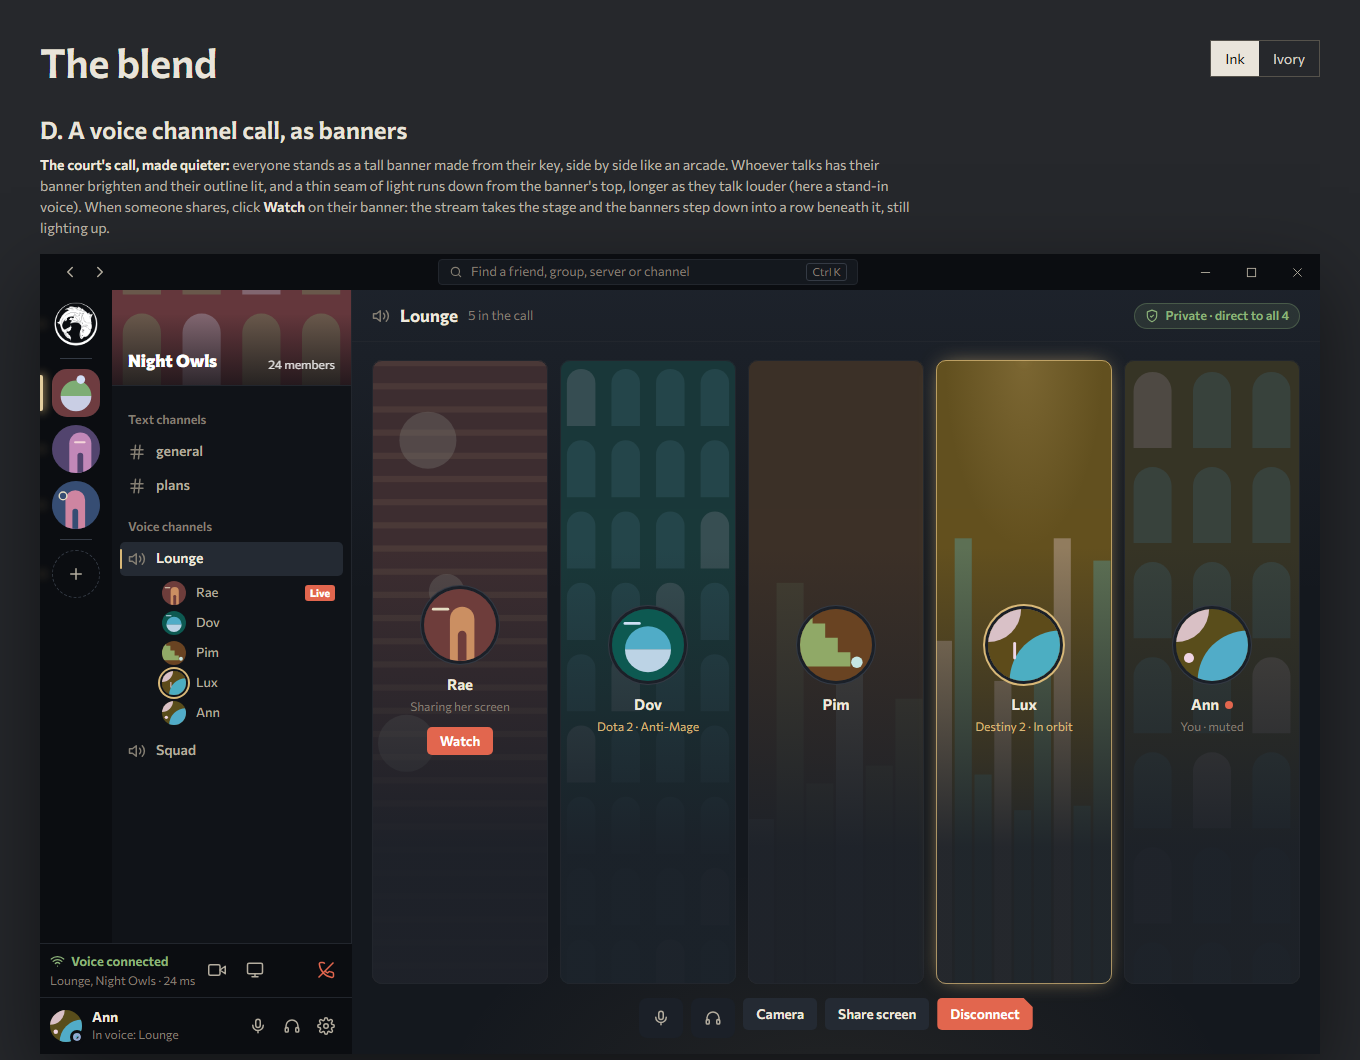 The blend
Ink
Ivory
D. A voice channel call, as banners
The court's call, made quieter: everyone stands as a tall banner made from their key, side by side like an arcade. Whoever talks has their
banner brighten and their outline lit, and a thin seam of light runs down from the banner's top, longer as they talk louder (here a stand-in
voice). When someone shares, click Watch on their banner: the stream takes the stage and the banners step down into a row beneath it, still
lighting up.
Find a friend, group, server or channel
Ctrl K
Night Owls
24 members
Text channels
general
plans
Voice channels
Lounge
Rae
Live
Dov
Pim
Lux
Ann
Squad
Voice connected
Lounge, Night Owls · 24 ms
Ann
In voice: Lounge
Lounge
5 in the call
Private · direct to all 4
Rae
Sharing her screen
Watch
Dov
Dota 2 · Anti-Mage
Pim
Lux
Destiny 2 · In orbit
Ann
You · muted
Camera
Share screen
Disconnect